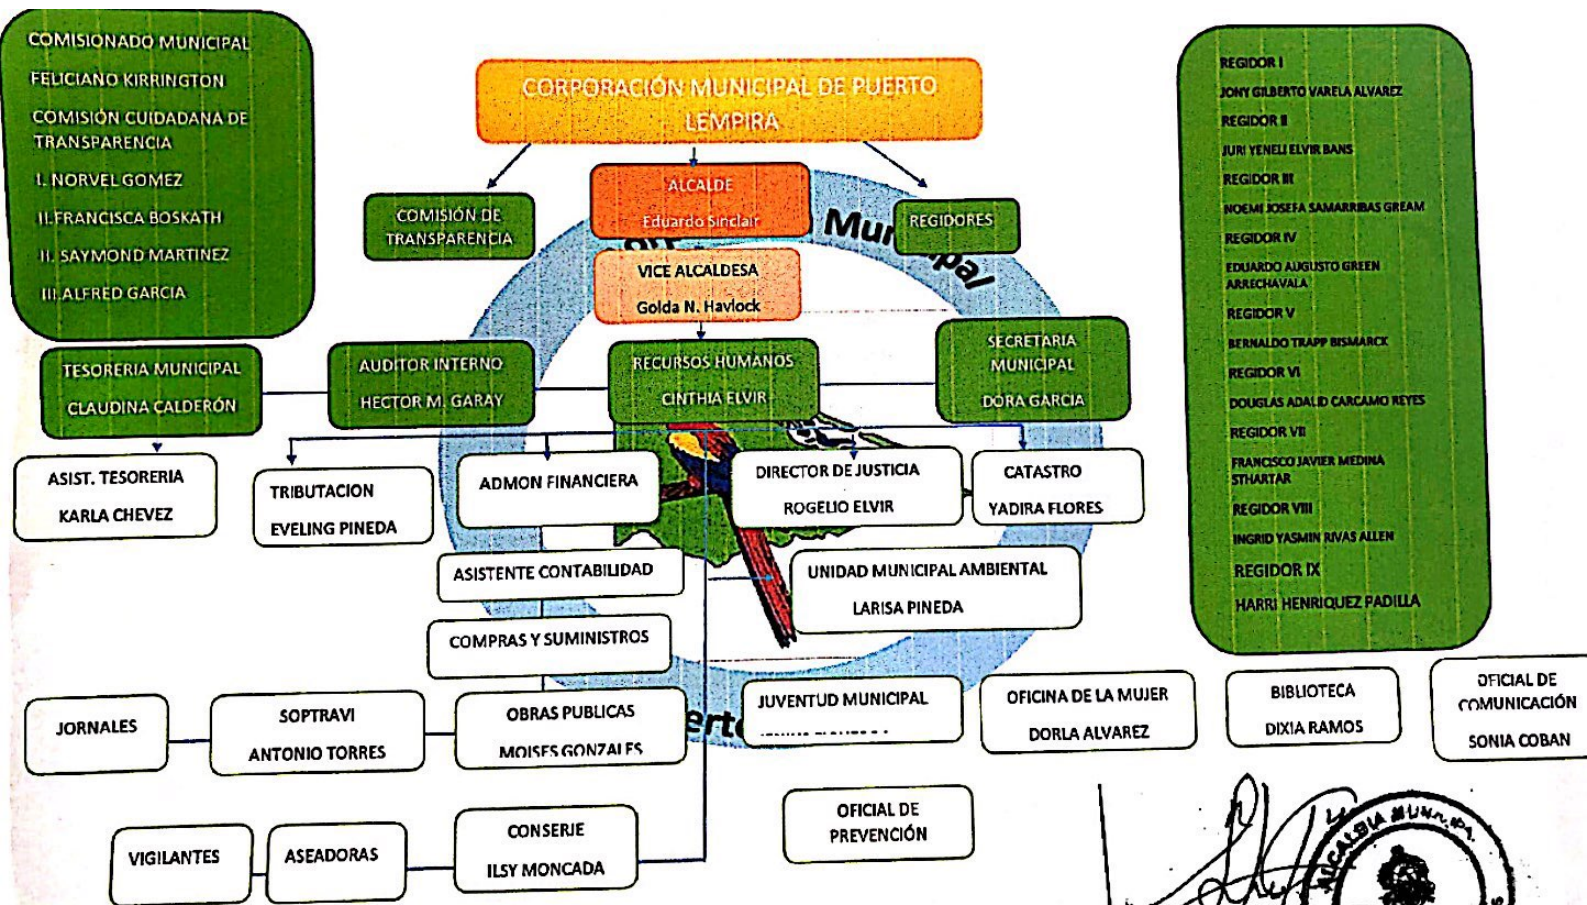 COMISIONADO MUNICIPAL
FELICIANO KIRRINGTON
COMISIÓN CUIDADANA DE
TRANSPARENCIA
I. NORVEL GOMEZ
II.FRANCISCA BOSKATH
II. SAYMOND MARTINEZ
III.ALFRED GARCIA
CORPORACIÓN MUNICIPAL DE PUERTO
LEMPIRA
COMISIÓN DE
TRANSPARENCIA
ALCALDE
Eduardo Sinclair
REGIDORES
VICE ALCALDESA
Golda N. Havlock
REGIDOR I
JONY GILBERTO VARELA ALVAREZ
REGIDOR II
JURI YENELI ELVIR BANS
REGIDOR III
NOEMI JOSEFA SAMARRIBAS GREAM
REGIDOR IV
EDUARDO AUGUSTO GREEN
ARRECHAVALA
REGIDOR V
BERNALDO TRAPP BISMARCK
REGIDOR VI
DOUGLAS ADALID CARCAMO REYES
REGIDOR VII
FRANCISCO JAVIER MEDINA
STHARTAR
REGIDOR VIII
INGRID YASMIN RIVAS ALLEN
REGIDOR IX
HARRI HENRIQUEZ PADILLA
TESORERIA MUNICIPAL
CLAUDINA CALDERÓN
AUDITOR INTERNO
HECTOR M. GARAY
RECURSOS HUMANOS
CINTHIA ELVIR
SECRETARIA
MUNICIPAL
DORA GARCIA
ASIST. TESORERIA
KARLA CHEVEZ
TRIBUTACION
EVELING PINEDA
ADMON FINANCIERA
DIRECTOR DE JUSTICIA
ROGELIO ELVIR
CATASTRO
YADIRA FLORES
ASISTENTE CONTABILIDAD
UNIDAD MUNICIPAL AMBIENTAL
LARISA PINEDA
COMPRAS Y SUMINISTROS
JORNALES
SOPTRAVI
ANTONIO TORRES
OBRAS PUBLICAS
MOISES GONZALES
JUVENTUD MUNICIPAL
OFICINA DE LA MUJER
DORLA ALVAREZ
BIBLIOTECA
DIXIA RAMOS
OFICIAL DE
COMUNICACIÓN
SONIA COBAN
VIGILANTES
ASEADORAS
CONSERJE
ILSY MONCADA
OFICIAL DE
PREVENCIÓN